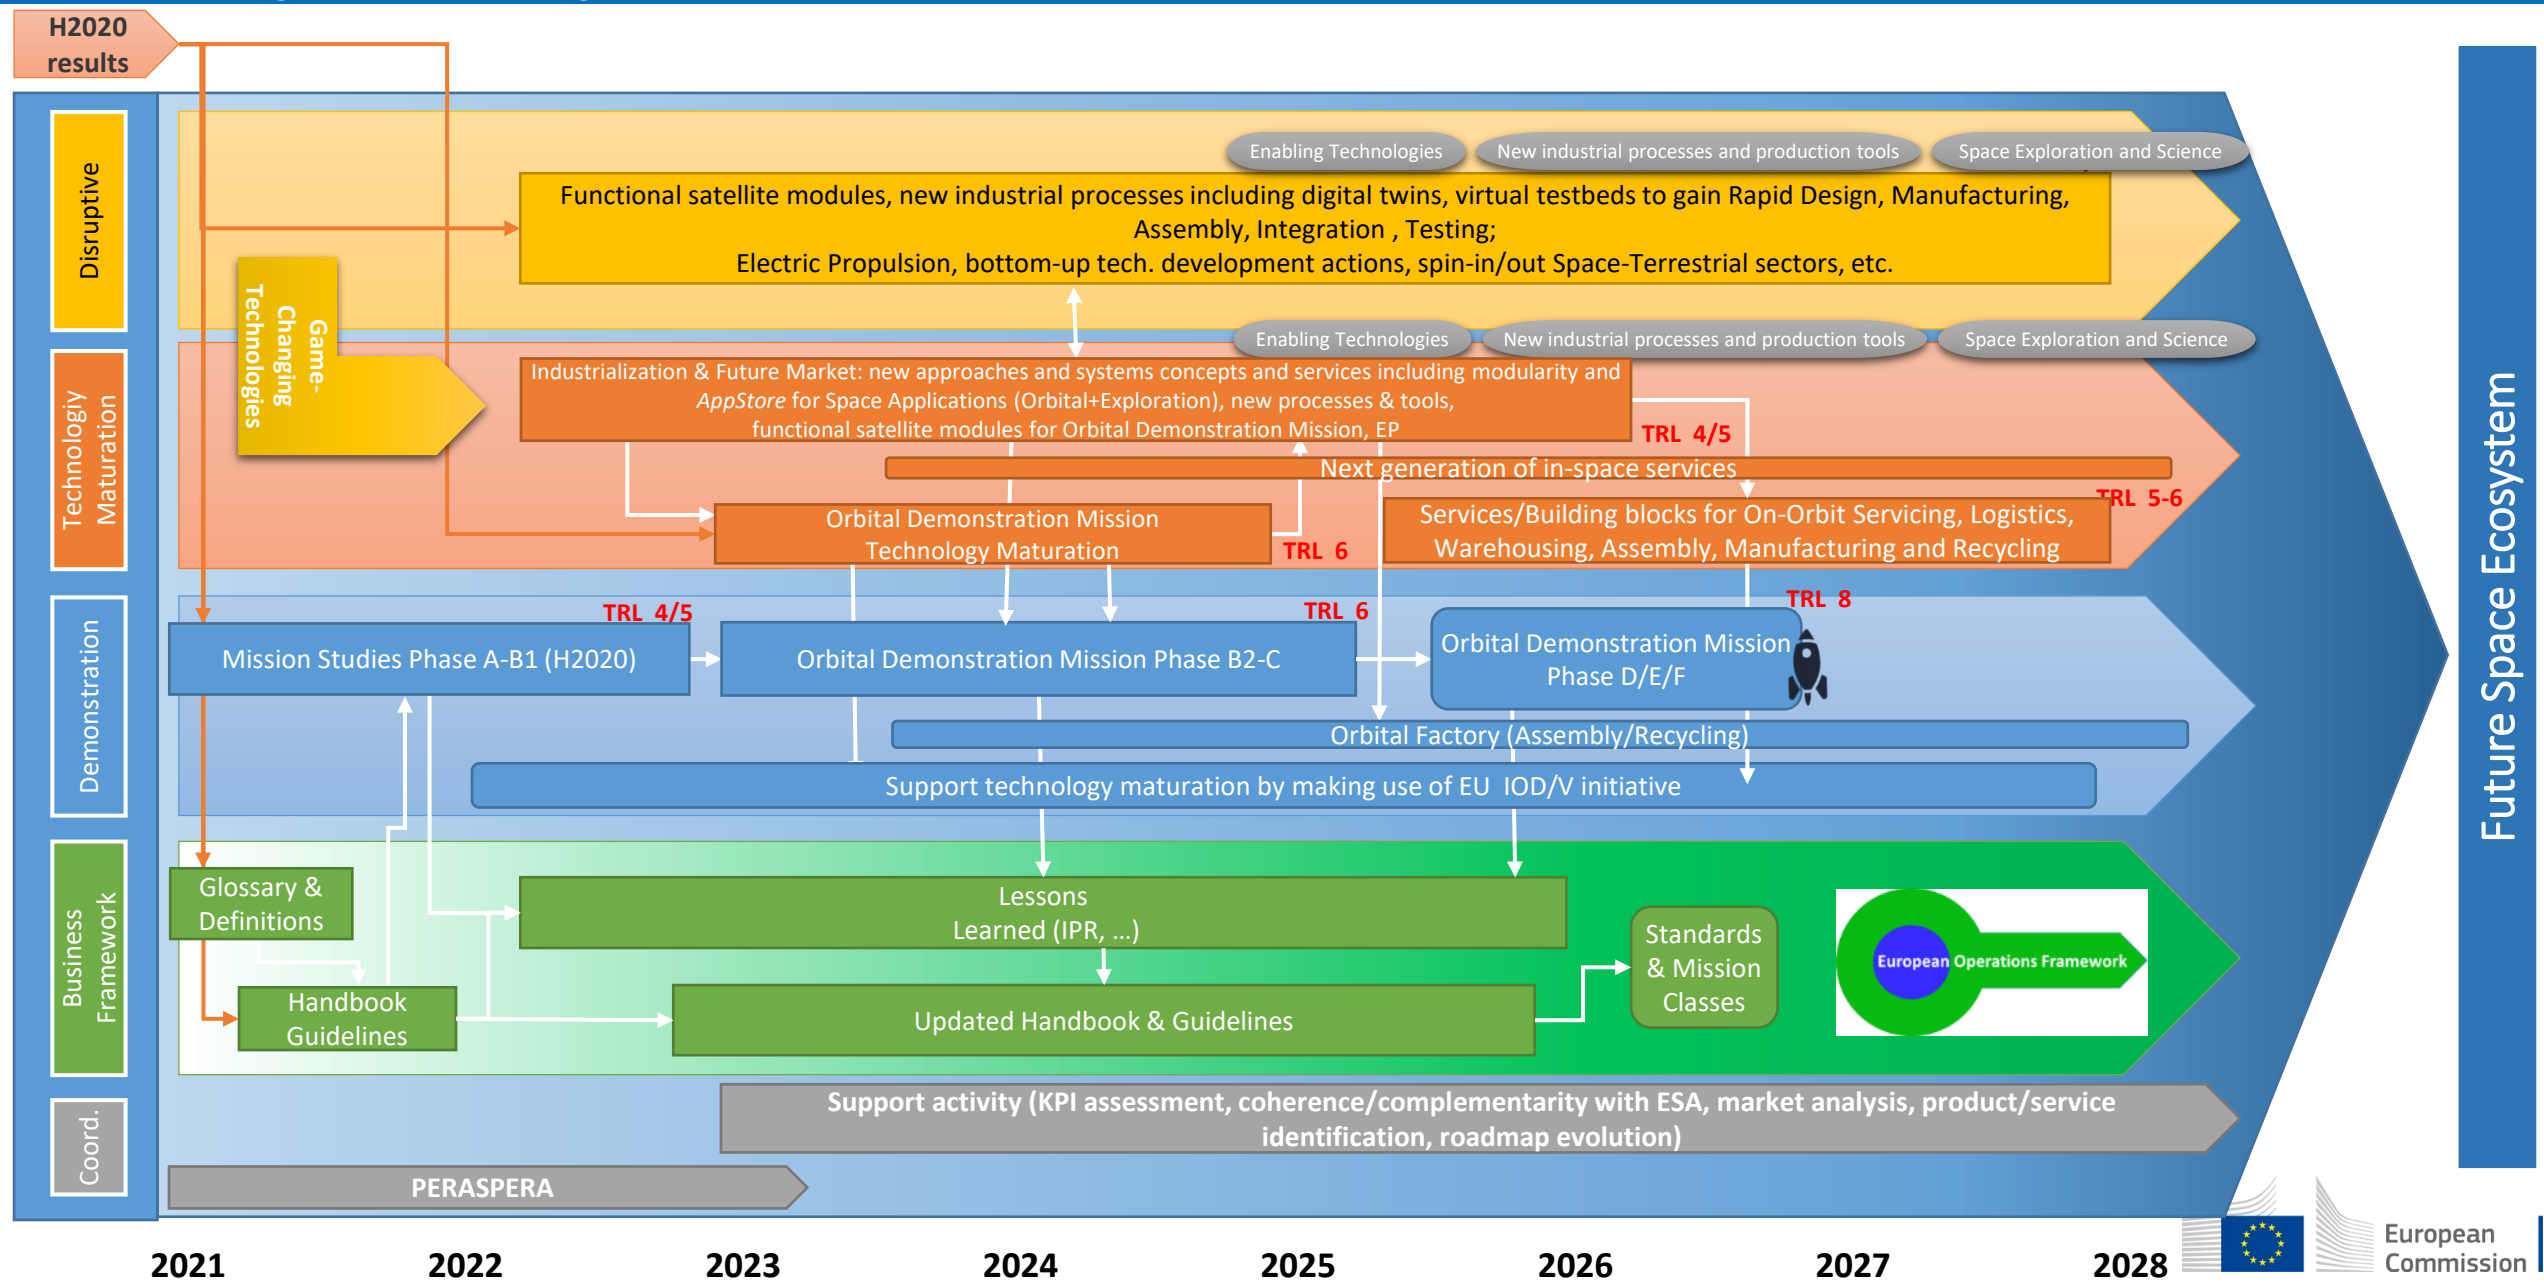 H2020
results
Disruptive
Enabling Technologies
New industrial processes and production tools
Space Exploration and Science
Functional satellite modules, new industrial processes including digital twins, virtual testbeds to gain Rapid Design, Manufacturing,
Assembly, Integration , Testing;
Electric Propulsion, bottom-up tech. development actions, spin-in/out Space-Terrestrial sectors, etc.
Game-
Changing
Technologies
Technologiy
Maturation
Enabling Technologies
New industrial processes and production tools
Space Exploration and Science
Industrialization & Future Market: new approaches and systems concepts and services including modularity and
AppStore for Space Applications (Orbital+Exploration), new processes & tools,
functional satellite modules for Orbital Demonstration Mission, EP
TRL 4/5
Next generation of in-space services
TRL 5-6
Orbital Demonstration Mission
Technology Maturation
TRL 6
Services/Building blocks for On-Orbit Servicing, Logistics,
Warehousing, Assembly, Manufacturing and Recycling
Demonstration
TRL 4/5
Mission Studies Phase A-B1 (H2020)
TRL 6
Orbital Demonstration Mission Phase B2-C
TRL 8
Orbital Demonstration Mission
Phase D/E/F
Orbital Factory (Assembly/Recycling)
Support technology maturation by making use of EU IOD/V initiative
Business
Framework
Glossary &
Definitions
Handbook
Guidelines
Lessons
Learned (IPR, ...)
Updated Handbook & Guidelines
Standards
& Mission
Classes
European Operations Framework
Coord.
Support activity (KPI assessment, coherence/complementarity with ESA, market analysis, product/service
identification, roadmap evolution)
PERASPERA
Future Space Ecosystem
2021
2022
2023
2024
2025
2026
2027
2028
European
Commission